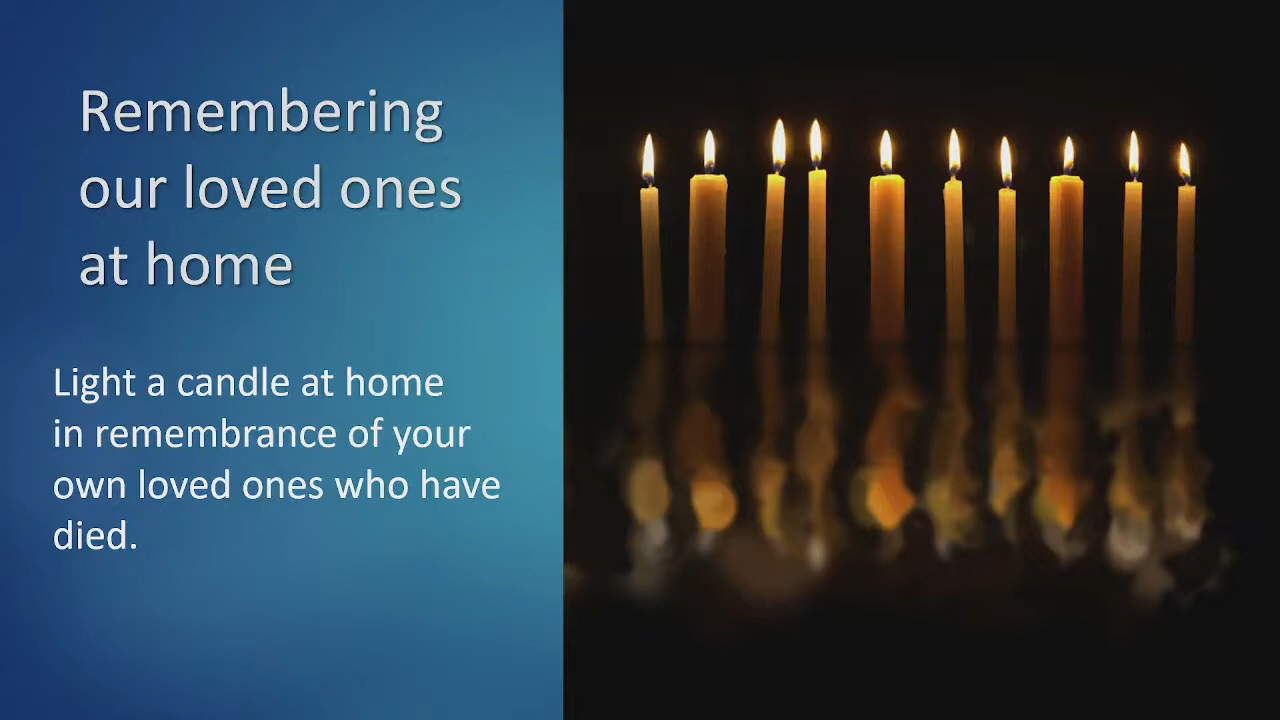 Remembering
our loved ones
at home
Light a candle at home
in remembrance of your
own loved ones who have
died.